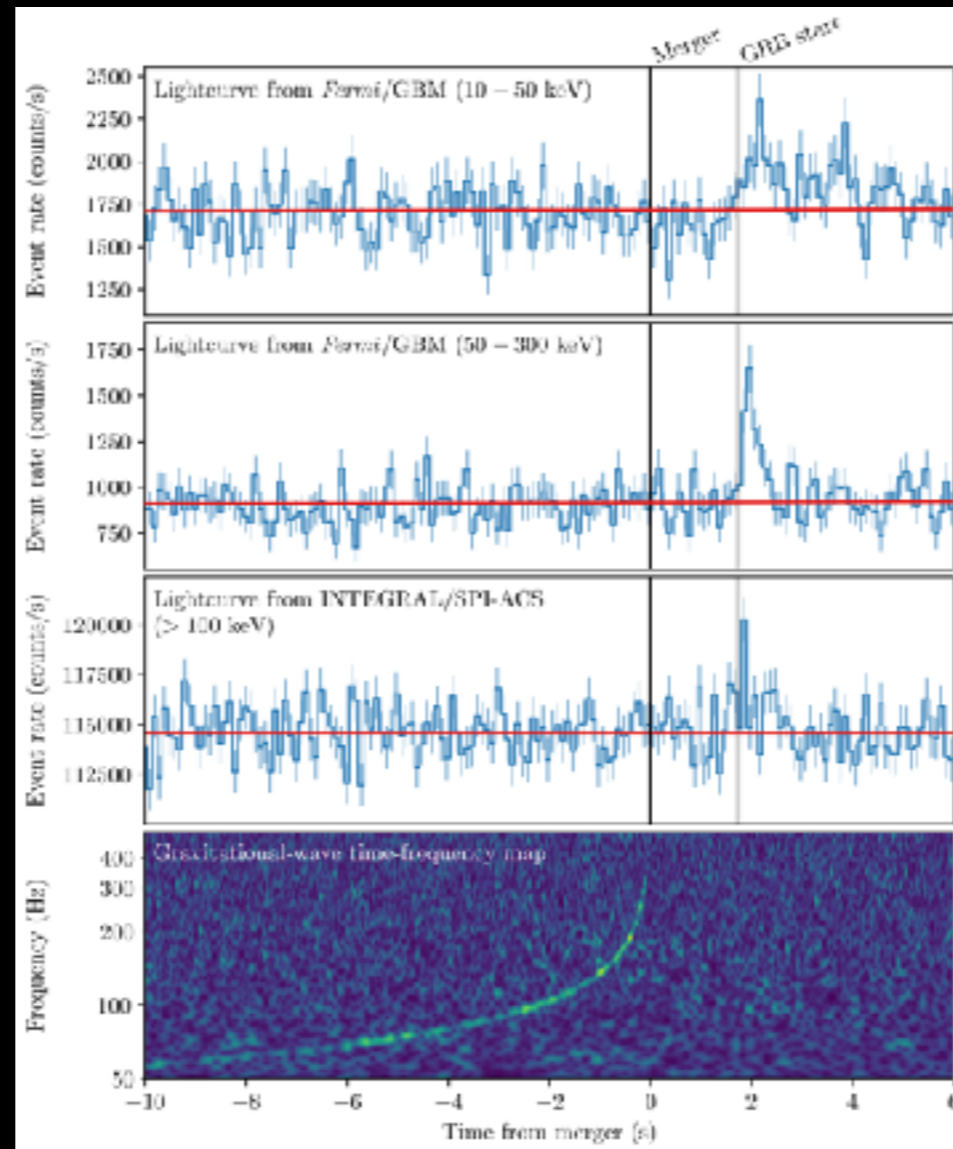 Merger GRB start
Lightcurve from Fermi/GBM (10 − 50 keV)
Event rate (counts/s)
2500
2250
2000
1750
1500
1250
Lightcurve from Fermi/GBM (50 − 300 keV)
Event rate (counts/s)
1750
1500
1250
1000
750
Lightcurve from INTEGRAL/SPI-ACS
(> 100 keV)
Event rate (counts/s)
120000
117500
115000
112500
Gravitational-wave time-frequency map
Frequency (Hz)
400
300
200
100
50
−10 −8 −6 −4 −2 0 2 4 6
Time from merger (s)